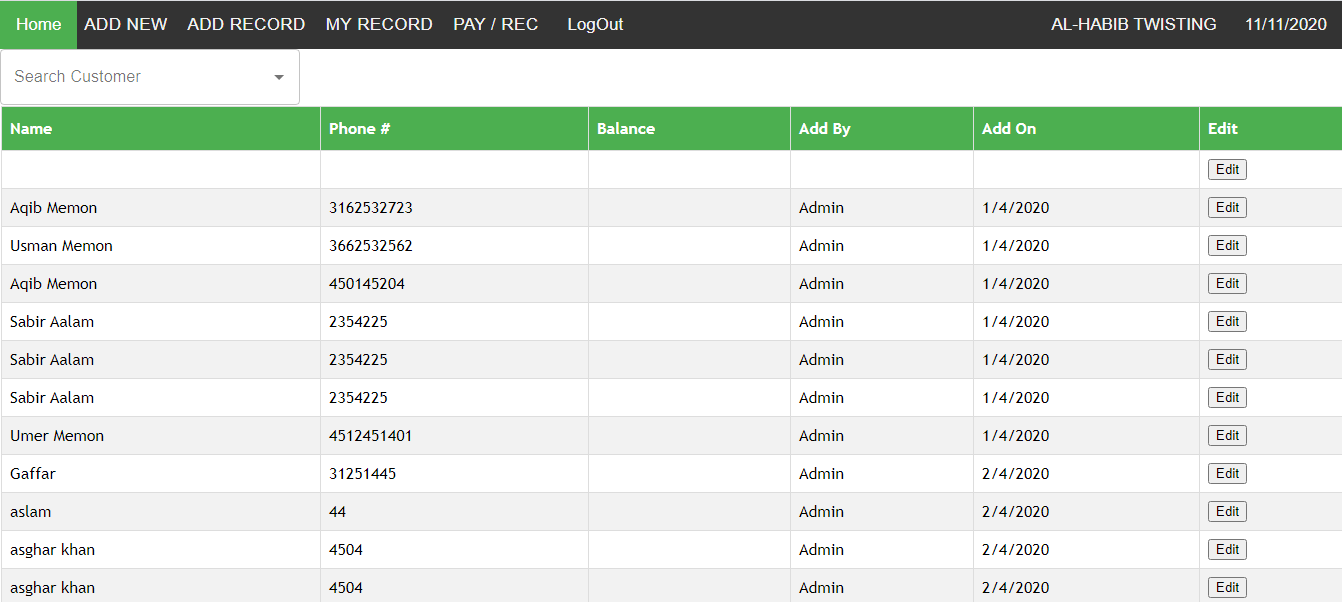 Home ADD NEW ADD RECORD MY RECORD PAY / REC LogOut AL-HABIB TWISTING 11/11/2020
Search Customer
Name Phone # Balance Add By Add On Edit
Edit
Aqib Memon 3162532723 Admin 1/4/2020 Edit
Usman Memon 3662532562 Admin 1/4/2020 Edit
Aqib Memon 450145204 Admin 1/4/2020 Edit
Sabir Aalam 2354225 Admin 1/4/2020 Edit
Sabir Aalam 2354225 Admin 1/4/2020 Edit
Sabir Aalam 2354225 Admin 1/4/2020 Edit
Umer Memon 4512451401 Admin 1/4/2020 Edit
Gaffar 31251445 Admin 2/4/2020 Edit
aslam 44 Admin 2/4/2020 Edit
asghar khan 4504 Admin 2/4/2020 Edit
asghar khan 4504 Admin 2/4/2020 Edit